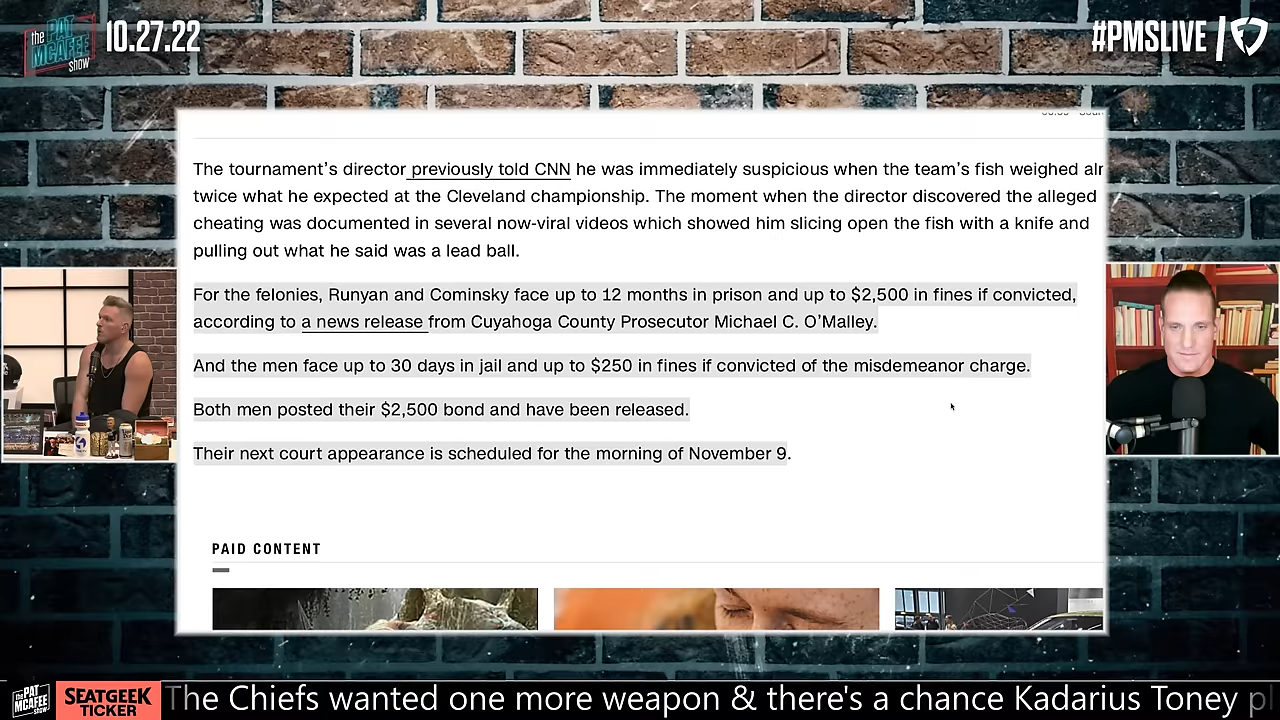 the PAT MCAFEE show
10.27.22
#PMSLIVE
The tournament's director previously told CNN he was immediately suspicious when the team's fish weighed
twice what he expected at the Cleveland championship. The moment when the director discovered the alleged
cheating was documented in several now-viral videos which showed him slicing open the fish with a knife and
pulling out what he said was a lead ball.
For the felonies, Runyan and Cominsky face up to 12 months in prison and up to $2,500 in fines if convicted,
according to a news release from Cuyahoga County Prosecutor Michael C. O'Malley.
And the men face up to 30 days in jail and up to $250 in fines if convicted of the misdemeanor charge.
Both men posted their $2,500 bond and have been released.
Their next court appearance is scheduled for the morning of November 9.
PAID CONTENT
the PAT MCAFEE show
SEATGEEK
TICKER
The Chiefs wanted one more weapon & there's a chance Kadarius Toney